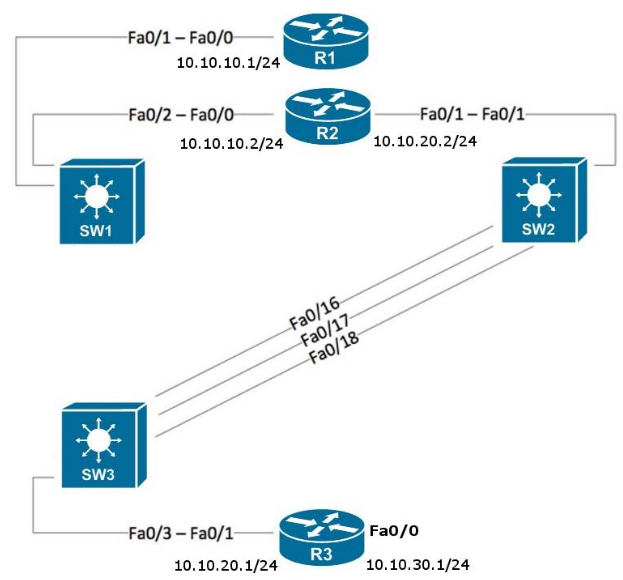 Fa0/1 – Fa0/0
10.10.10.1/24
R1
Fa0/2 – Fa0/0
10.10.10.2/24
R2
Fa0/1 – Fa0/1
10.10.20.2/24
SW1
SW2
Fa0/16
Fa0/17
Fa0/18
SW3
Fa0/3 – Fa0/1
10.10.20.1/24
R3
Fa0/0
10.10.30.1/24